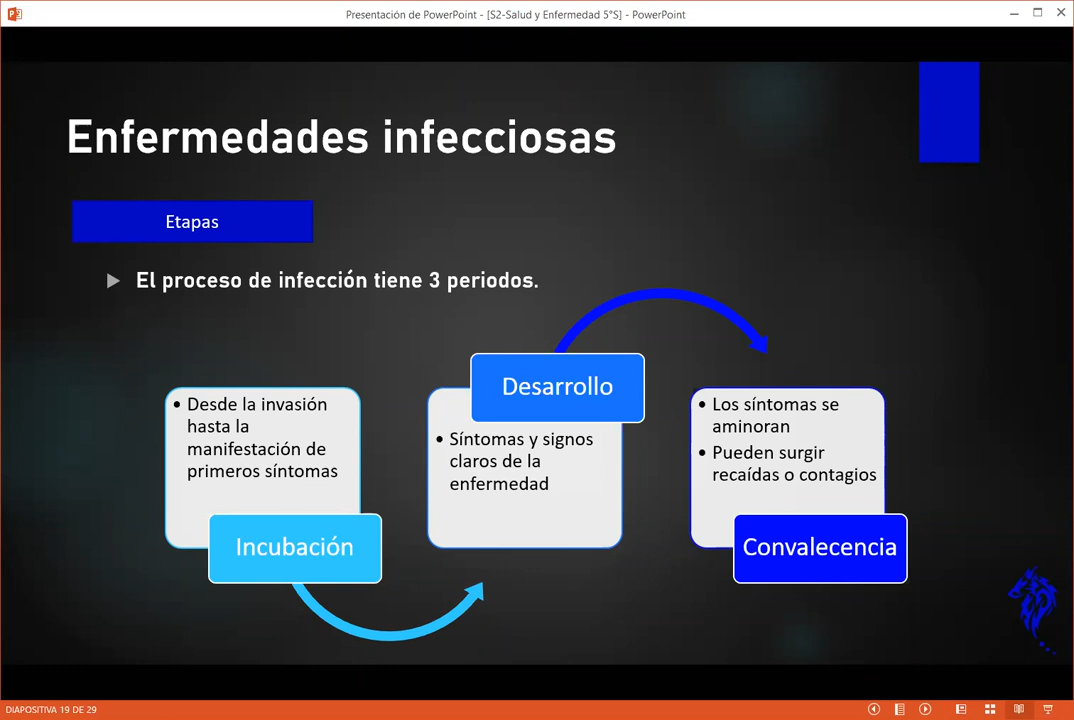 Presentación de PowerPoint - [S2-Salud y Enfermedad 5°S] - PowerPoint
Enfermedades infecciosas
Etapas
El proceso de infección tiene 3 periodos.
• Desde la invasión
hasta la
manifestación de
primeros síntomas
Incubación
Desarrollo
• Síntomas y signos
claros de la
enfermedad
• Los síntomas se
aminoran
• Pueden surgir
recaídas o contagios
Convalecencia
DIAPOSITIVA 19 DE 29